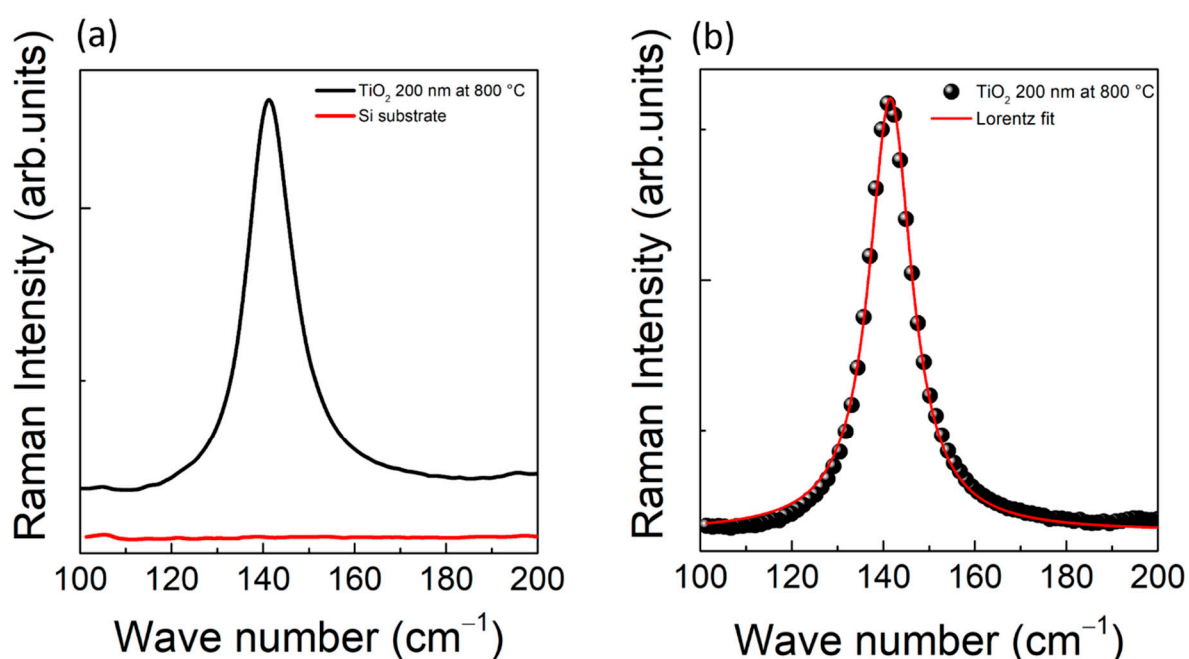 (a)
TiO₂ 200 nm at 800 °C
Si substrate
Raman Intensity (arb.units)
100 120 140 160 180 200
Wave number (cm⁻¹)
(b)
TiO₂ 200 nm at 800 °C
Lorentz fit
Raman Intensity (arb.units)
100 120 140 160 180 200
Wave number (cm⁻¹)